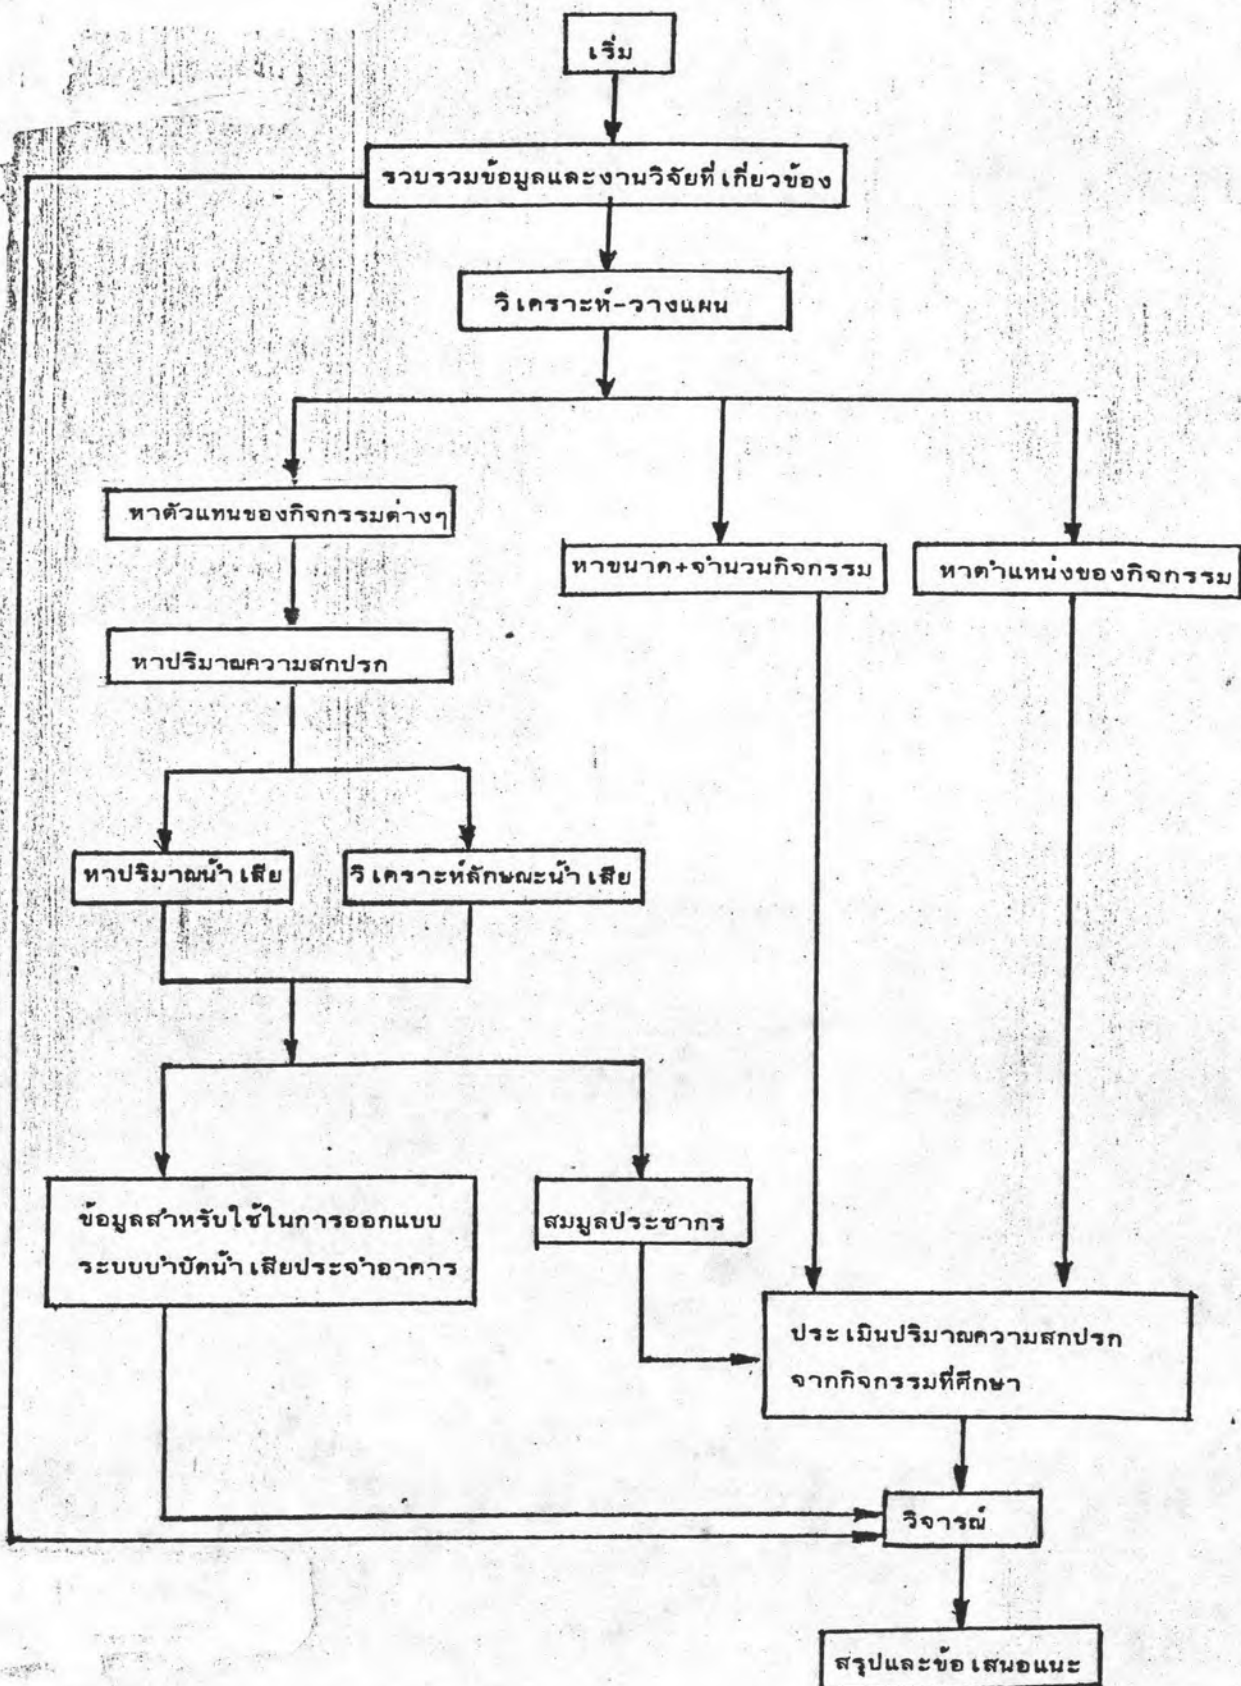 เริ่ม
รวบรวมข้อมูลและงานวิจัยที่เกี่ยวข้อง
วิเคราะห์-วางแผน
หาตัวแทนของกิจกรรมต่างๆ
หาขนาด+จำนวนกิจกรรม
หาตำแหน่งของกิจกรรม
หาปริมาณความสกปรก
หาปริมาณน้ำเสีย
วิเคราะห์ลักษณะน้ำเสีย
ข้อมูลสำหรับใช้ในการออกแบบ
ระบบบำบัดน้ำเสียประจำอาคาร
สมมูลประชากร
ประเมินปริมาณความสกปรก
จากกิจกรรมที่ศึกษา
วิจารณ์
สรุปและข้อเสนอแนะ